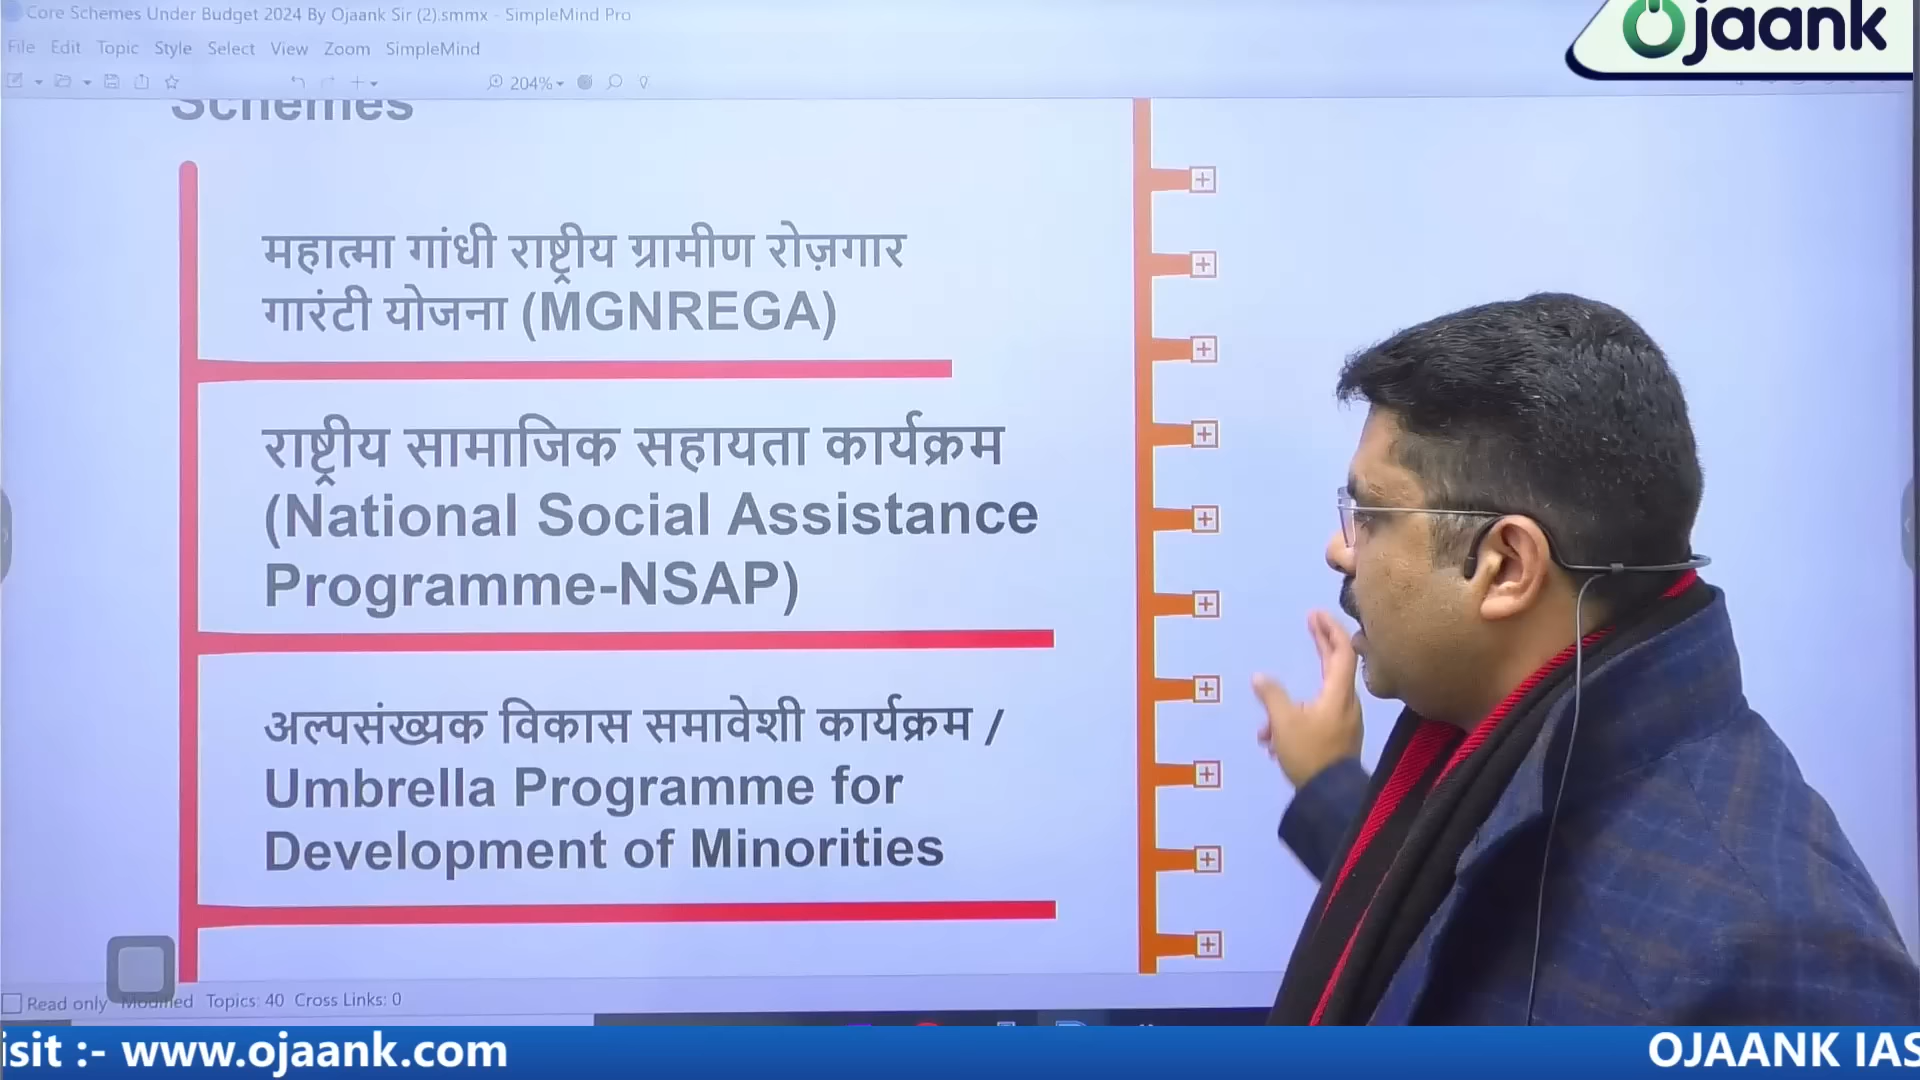 Core Schemes Under Budget 2024 By Ojaank Sir (2).smmx - SimpleMind Pro
Ojaank
File Edit Topic Style Select View Zoom SimpleMind
204%
Schemes
महात्मा गांधी राष्ट्रीय ग्रामीण रोज़गार
गारंटी योजना (MGNREGA)
राष्ट्रीय सामाजिक सहायता कार्यक्रम
(National Social Assistance
Programme-NSAP)
अल्पसंख्यक विकास समावेशी कार्यक्रम /
Umbrella Programme for
Development of Minorities
Read only Modified Topics: 40 Cross Links: 0
isit :- www.ojaank.com
OJAANK IAS